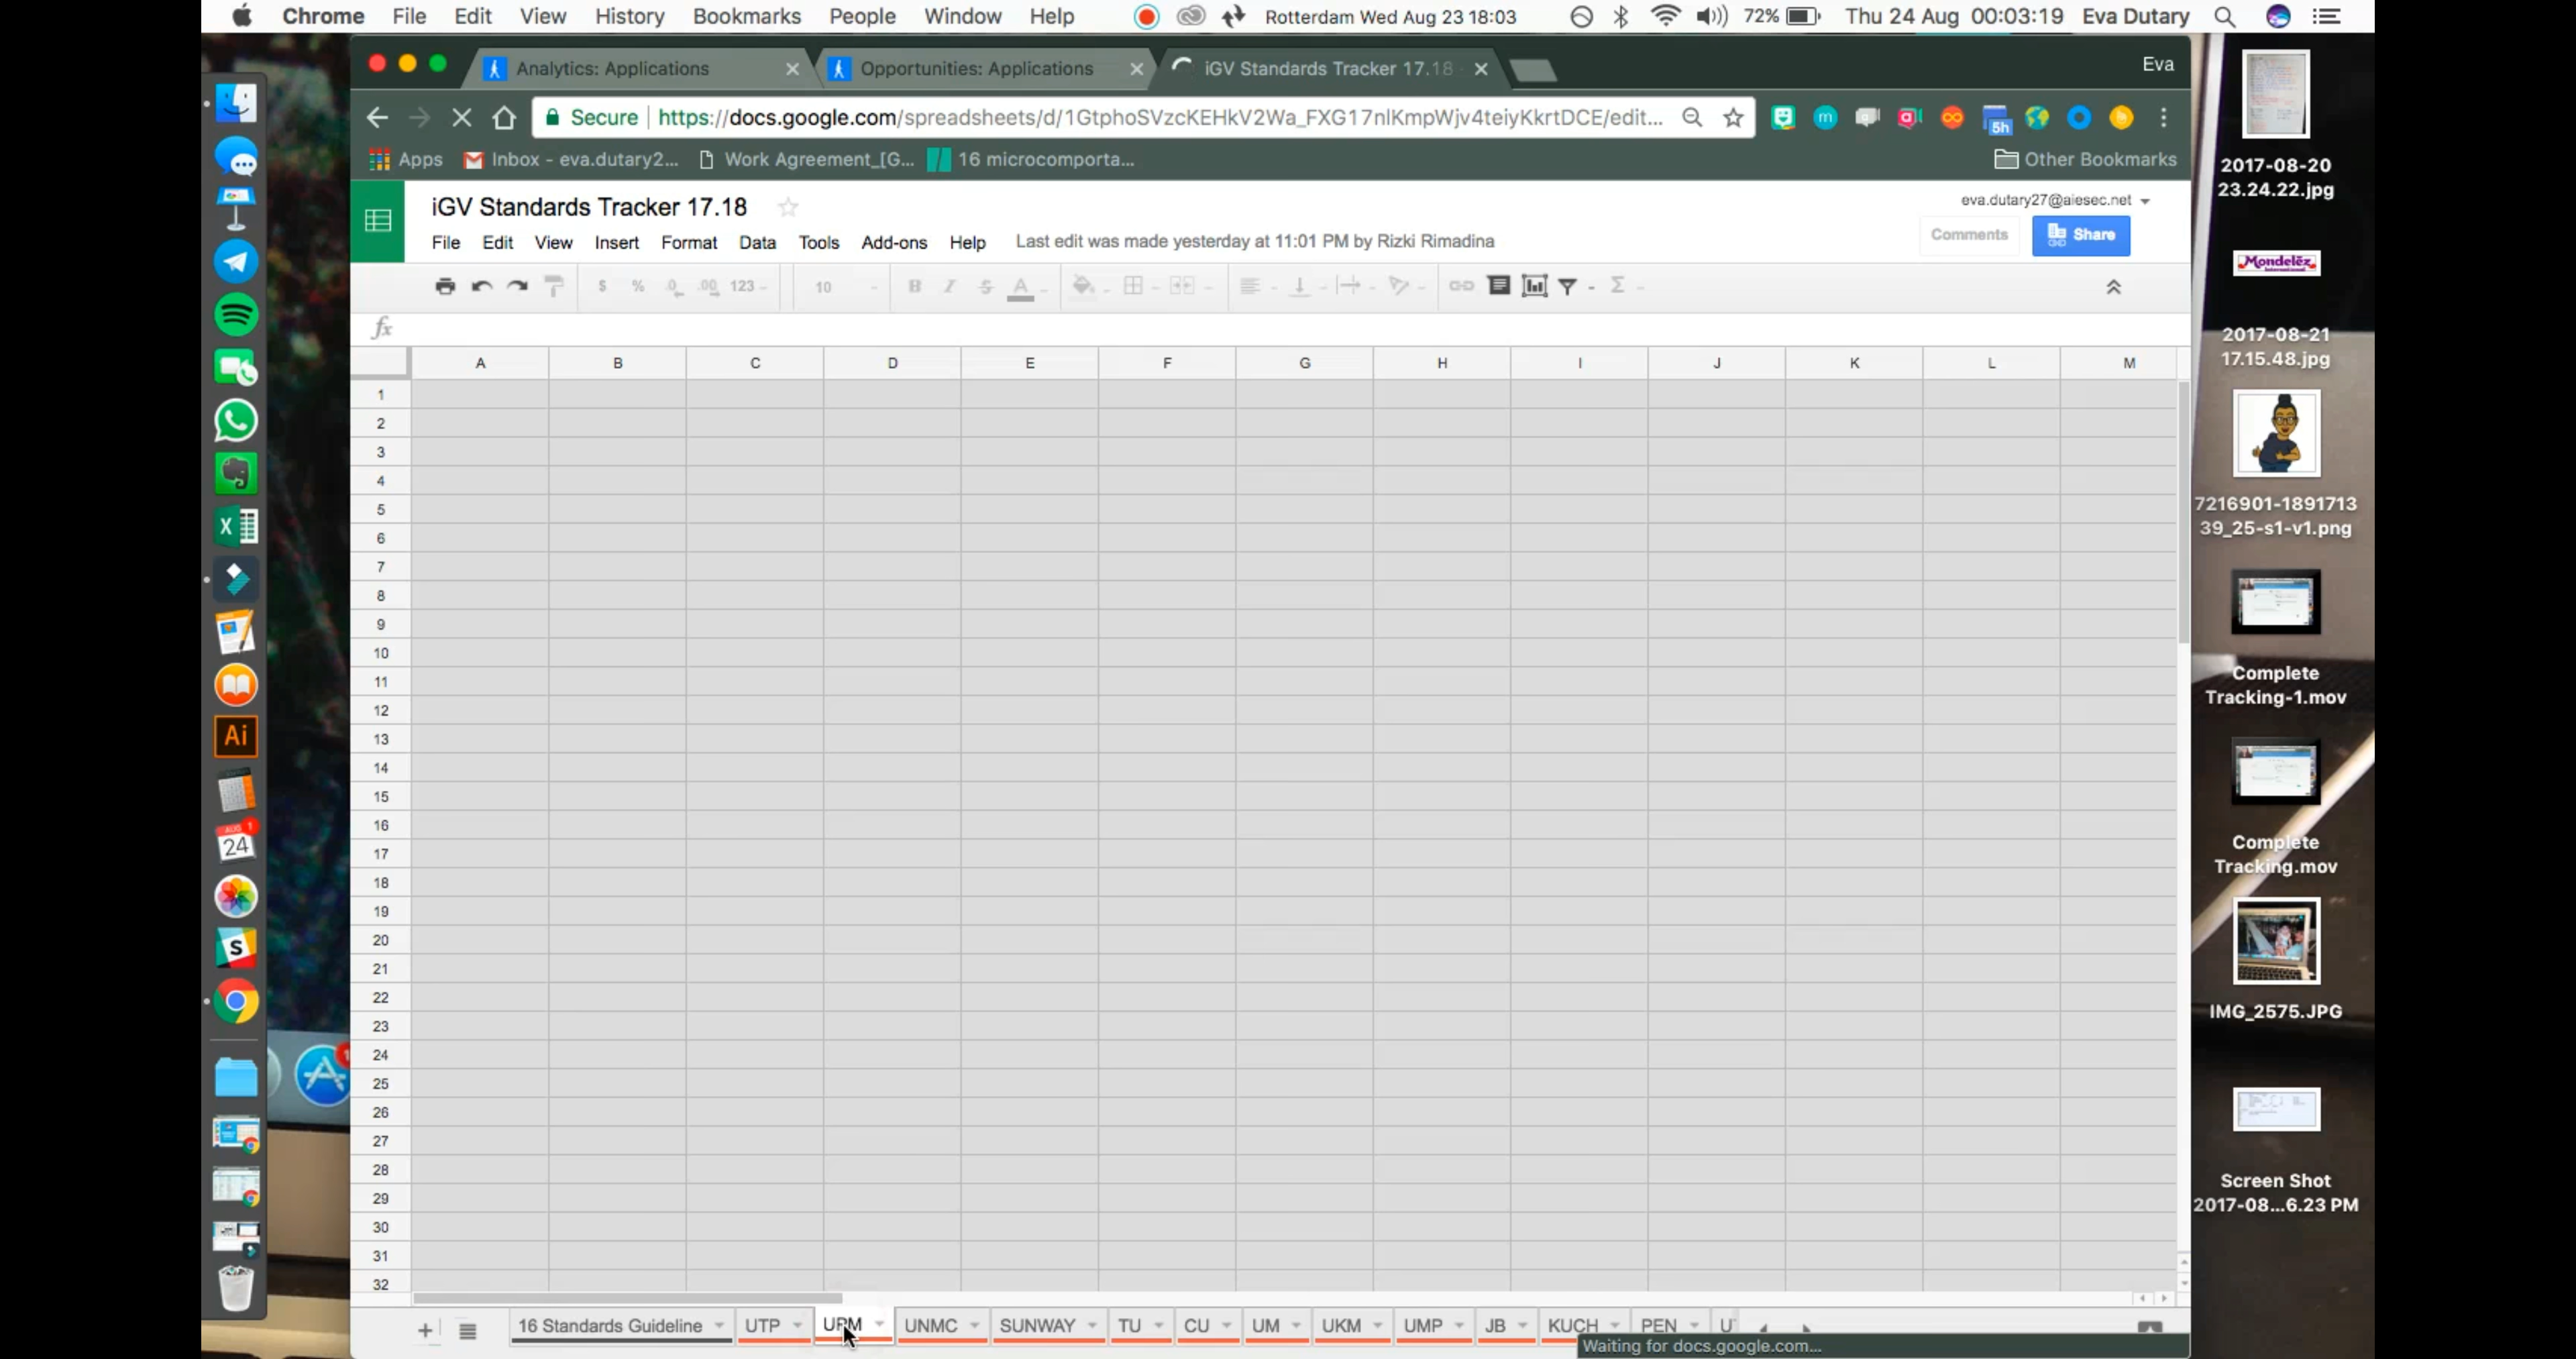 Chrome File Edit View History Bookmarks People Window Help Rotterdam Wed Aug 23 18:03 72% Thu 24 Aug 00:03:19 Eva Dutary
Analytics: Applications Opportunities: Applications iGV Standards Tracker 17.18 Eva
Secure https://docs.google.com/spreadsheets/d/1GtphoSVzcKEHkV2Wa_FXG17nlKmpWjv4teiyKkrtDCE/edit... 5h
Apps Inbox - eva.dutary2... Work Agreement_[G... 16 microcomporta... Other Bookmarks
iGV Standards Tracker 17.18 eva.dutary27@aiesec.net
File Edit View Insert Format Data Tools Add-ons Help Last edit was made yesterday at 11:01 PM by Rizki Rimadina Comments Share
$ % .0 .00 123 10 B I S A Σ
fx
A B C D E F G H I J K L M
1
2
3
4
5
6
7
8
9
10
11
12
13
14
15
16
17
18
19
20
21
22
23
24
25
26
27
28
29
30
31
32
16 Standards Guideline UTP UPM UNMC SUNWAY TU CU UM UKM UMP JB KUCH PEN U
Waiting for docs.google.com...
Ai
AUG 1
24
S
2017-08-20
23.24.22.jpg
Mondelēz
International
2017-08-21
17.15.48.jpg
7216901-1891713
39_25-s1-v1.png
Complete
Tracking-1.mov
Complete
Tracking.mov
IMG_2575.JPG
Screen Shot
2017-08...6.23 PM